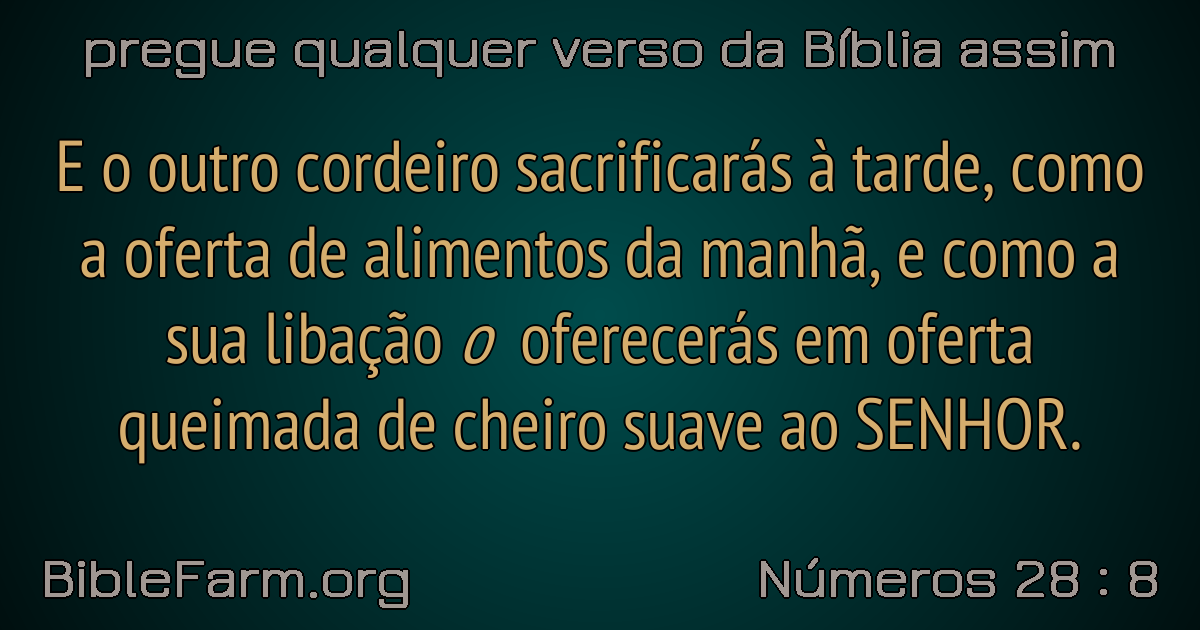 pregue qualquer verso da Bíblia assim
E o outro cordeiro sacrificarás à tarde, como
a oferta de alimentos da manhã, e como a
sua libação o oferecerás em oferta
queimada de cheiro suave ao SENHOR.
BibleFarm.org
Números 28 : 8